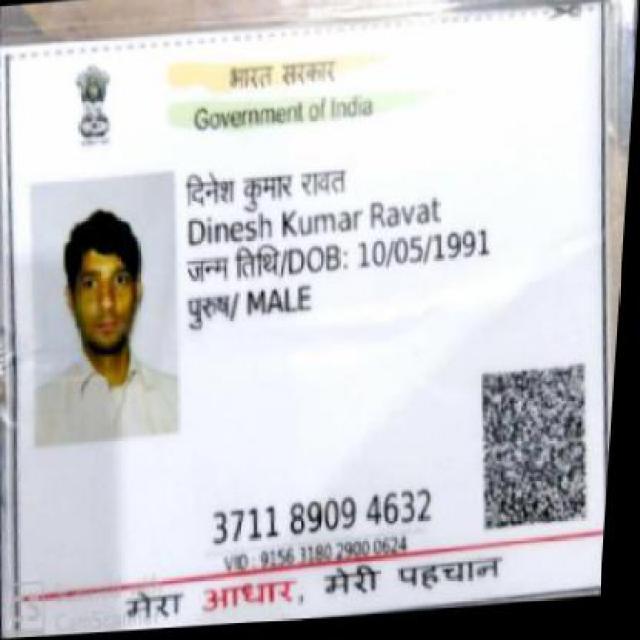 भारत सरकार
Government of India
दिनेश कुमार रावत
Dinesh Kumar Ravat
जन्म तिथि/DOB: 10/05/1991
पुरुष/ MALE
3711 8909 4632
VID : 9156 3180 2900 0624
मेरा आधार, मेरी पहचान